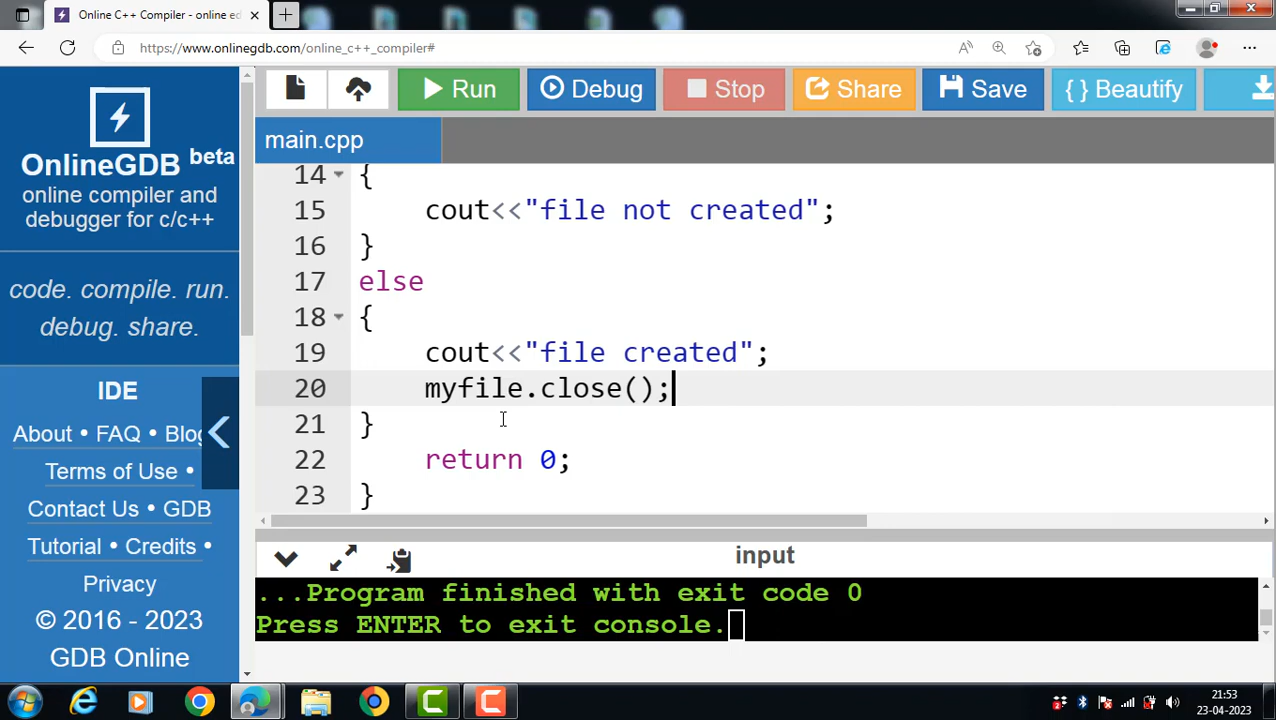 Online C++ Compiler - online ed
https://www.onlinegdb.com/online_c++_compiler#
OnlineGDB beta
online compiler and
debugger for c/c++
code. compile. run.
debug. share.
IDE
About • FAQ • Blog
Terms of Use •
Contact Us • GDB
Tutorial • Credits •
Privacy
© 2016 - 2023
GDB Online
Run
Debug
Stop
Share
Save
{ } Beautify
main.cpp
14 {
15 cout<<"file not created";
16 }
17 else
18 {
19 cout<<"file created";
20 myfile.close();
21 }
22 return 0;
23 }
input
...Program finished with exit code 0
Press ENTER to exit console.
21:53
23-04-2023